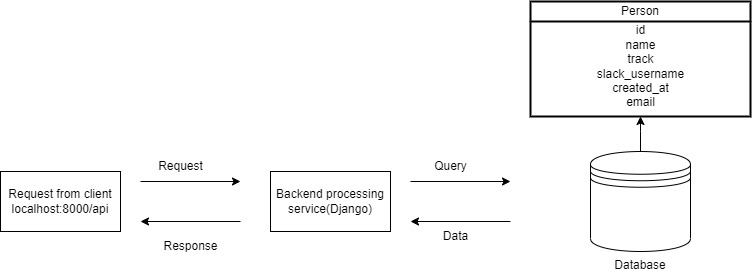 Person
id
name
track
slack_username
created_at
email
Request
Query
Request from client
localhost:8000/api
Backend processing
service(Django)
Response
Data
Database